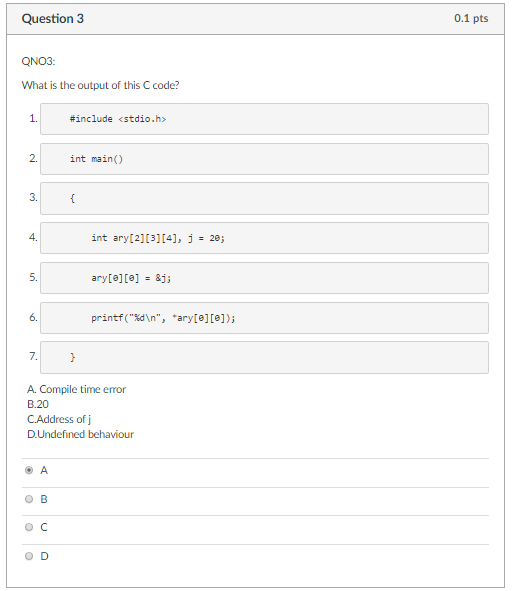 Question 3 0.1 pts
QNO3:
What is the output of this C code?
1. #include <stdio.h>
2. int main()
3. {
4. int ary[2][3][4], j = 20;
5. ary[0][0] = &j;
6. printf("%d\n", *ary[0][0]);
7. }
A. Compile time error
B.20
C.Address of j
D.Undefined behaviour
A
B
C
D